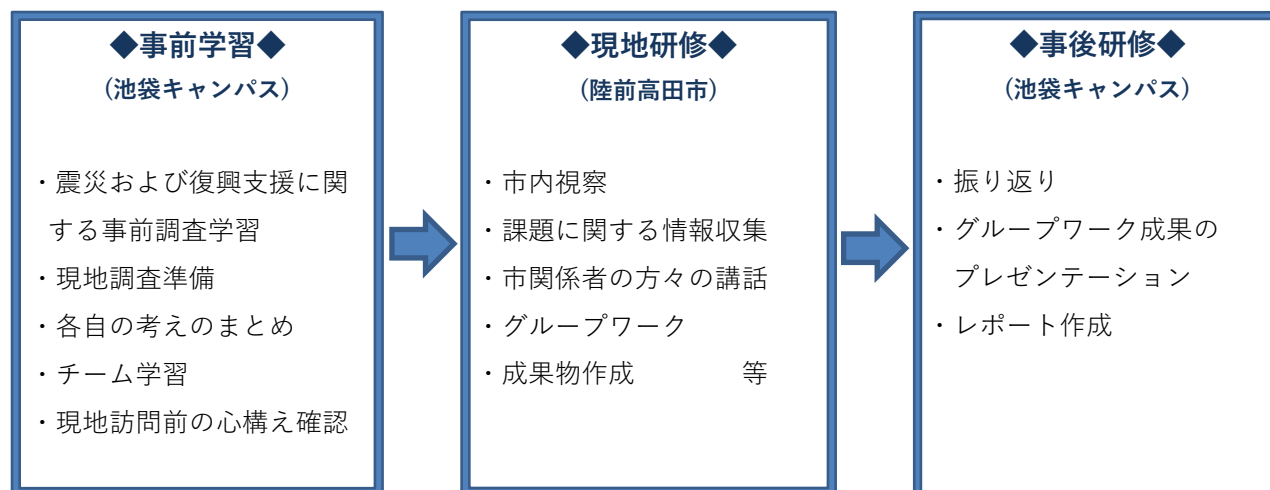 ◆事前学習◆
(池袋キャンパス)
・震災および復興支援に関
する事前調査学習
・現地調査準備
・各自の考えのまとめ
・チーム学習
・現地訪問前の心構え確認
◆現地研修◆
(陸前高田市)
・市内視察
・課題に関する情報収集
・市関係者の方々の講話
・グループワーク
・成果物作成　　　　等
◆事後研修◆
(池袋キャンパス)
・振り返り
・グループワーク成果の
プレゼンテーション
・レポート作成